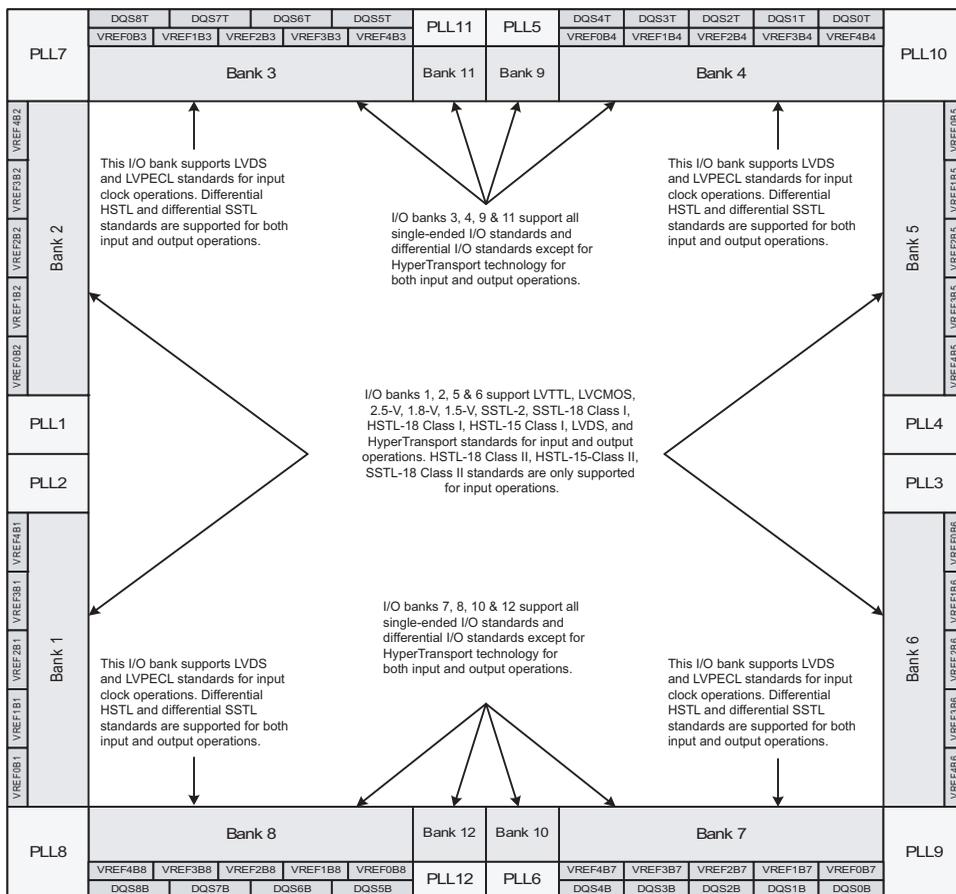 DQS8T DQS7T DQS6T DQS5T
PLL11 PLL5
DQS4T DQS3T DQS2T DQS1T DQS0T
PLL7
VREF0B3 VREF1B3 VREF2B3 VREF3B3 VREF4B3
VREF0B4 VREF1B4 VREF2B4 VREF3B4 VREF4B4
PLL10
Bank 3
Bank 11
Bank 9
Bank 4
VREF4B2
VREF3B2
VREF2B2
VREF1B2
VREF0B2
Bank 2
This I/O bank supports LVDS
and LVPECL standards for input
clock operations. Differential
HSTL and differential SSTL
standards are supported for both
input and output operations.
I/O banks 3, 4, 9 & 11 support all
single-ended I/O standards and
differential I/O standards except for
HyperTransport technology for
both input and output operations.
This I/O bank supports LVDS
and LVPECL standards for input
clock operations. Differential
HSTL and differential SSTL
standards are supported for both
input and output operations.
Bank 5
VREF0B5
VREF1B5
VREF2B5
VREF3B5
VREF4B5
PLL1
PLL2
I/O banks 1, 2, 5 & 6 support LVTTL, LVCMOS,
2.5-V, 1.8-V, 1.5-V, SSTL-2, SSTL-18 Class I,
HSTL-18 Class I, HSTL-15 Class I, LVDS, and
HyperTransport standards for input and output
operations. HSTL-18 Class II, HSTL-15-Class II,
SSTL-18 Class II standards are only supported
for input operations.
PLL4
PLL3
VREF4B1
VREF3B1
VREF2B1
VREF1B1
VREF0B1
Bank 1
This I/O bank supports LVDS
and LVPECL standards for input
clock operations. Differential
HSTL and differential SSTL
standards are supported for both
input and output operations.
I/O banks 7, 8, 10 & 12 support all
single-ended I/O standards and
differential I/O standards except for
HyperTransport technology for
both input and output operations.
This I/O bank supports LVDS
and LVPECL standards for input
clock operations. Differential
HSTL and differential SSTL
standards are supported for both
input and output operations.
Bank 6
VREF0B6
VREF1B6
VREF2B6
VREF3B6
VREF4B6
PLL8
Bank 8
Bank 12
Bank 10
Bank 7
PLL9
VREF4B8 VREF3B8 VREF2B8 VREF1B8 VREF0B8
PLL12 PLL6
VREF4B7 VREF3B7 VREF2B7 VREF1B7 VREF0B7
DQS8B DQS7B DQS6B DQS5B
DQS4B DQS3B DQS2B DQS1B DQS0B